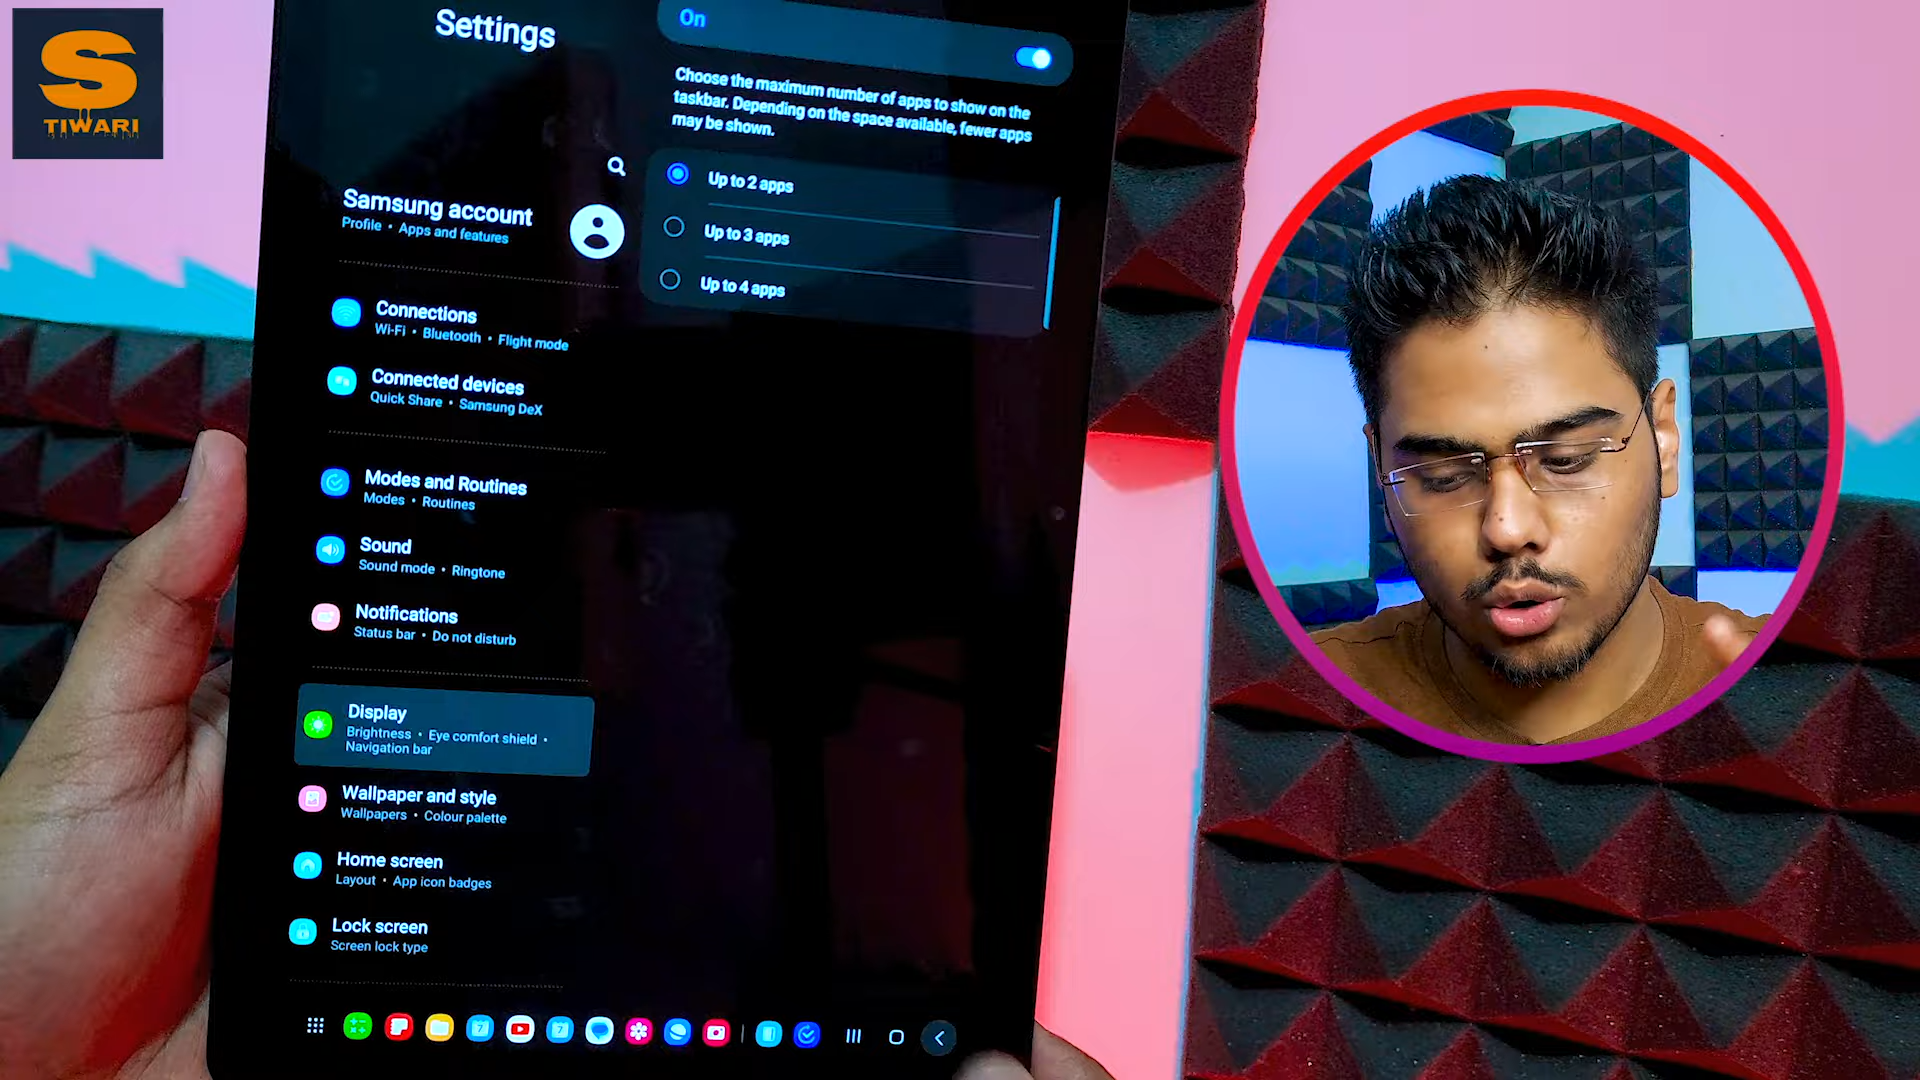 S
TIWARI
Settings
On
Choose the maximum number of apps to show on the
taskbar. Depending on the space available, fewer apps
may be shown.
Up to 2 apps
Up to 3 apps
Up to 4 apps
Samsung account
Profile • Apps and features
Connections
Wi-Fi • Bluetooth • Flight mode
Connected devices
Quick Share • Samsung DeX
Modes and Routines
Modes • Routines
Sound
Sound mode • Ringtone
Notifications
Status bar • Do not disturb
Display
Brightness • Eye comfort shield •
Navigation bar
Wallpaper and style
Wallpapers • Colour palette
Home screen
Layout • App icon badges
Lock screen
Screen lock type
7
7